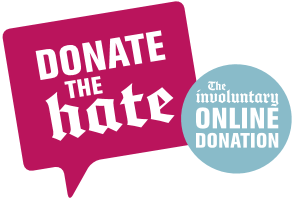 DONATE
THE
hate
The
involuntary
ONLINE
DONATION